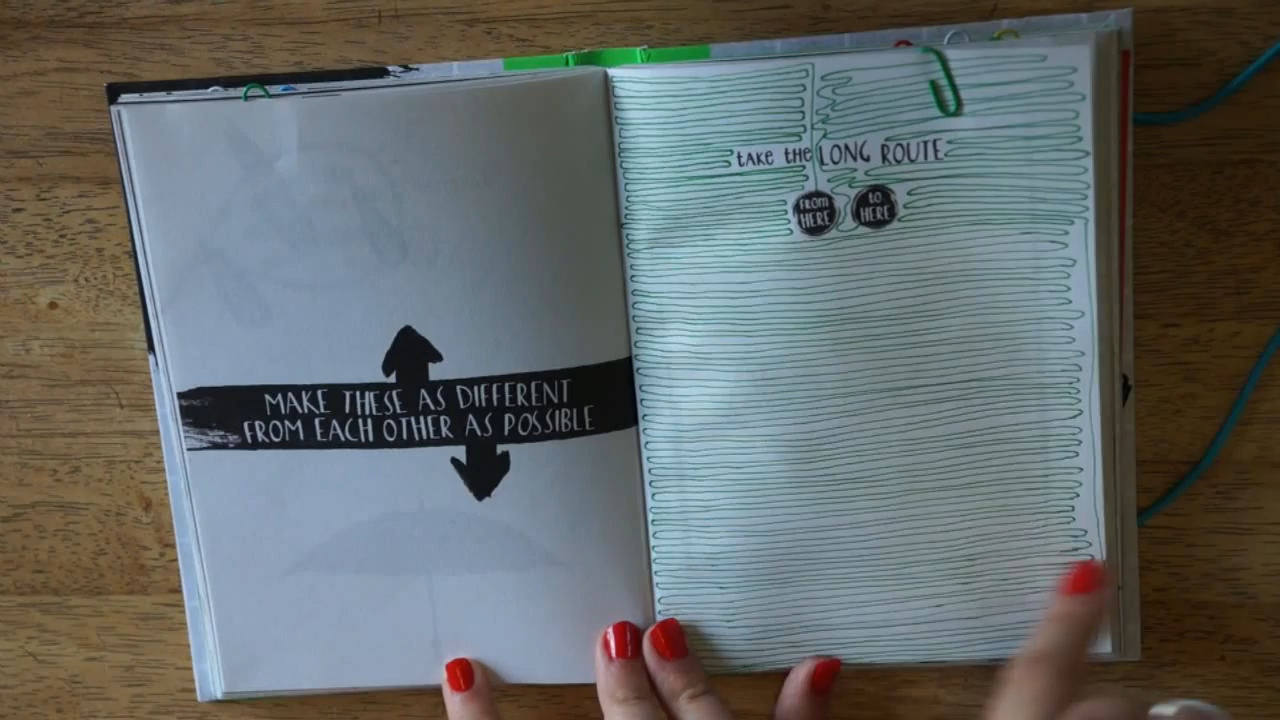 MAKE THESE AS DIFFERENT
FROM EACH OTHER AS POSSIBLE
take the LONG ROUTE
FROM
HERE
to
HERE